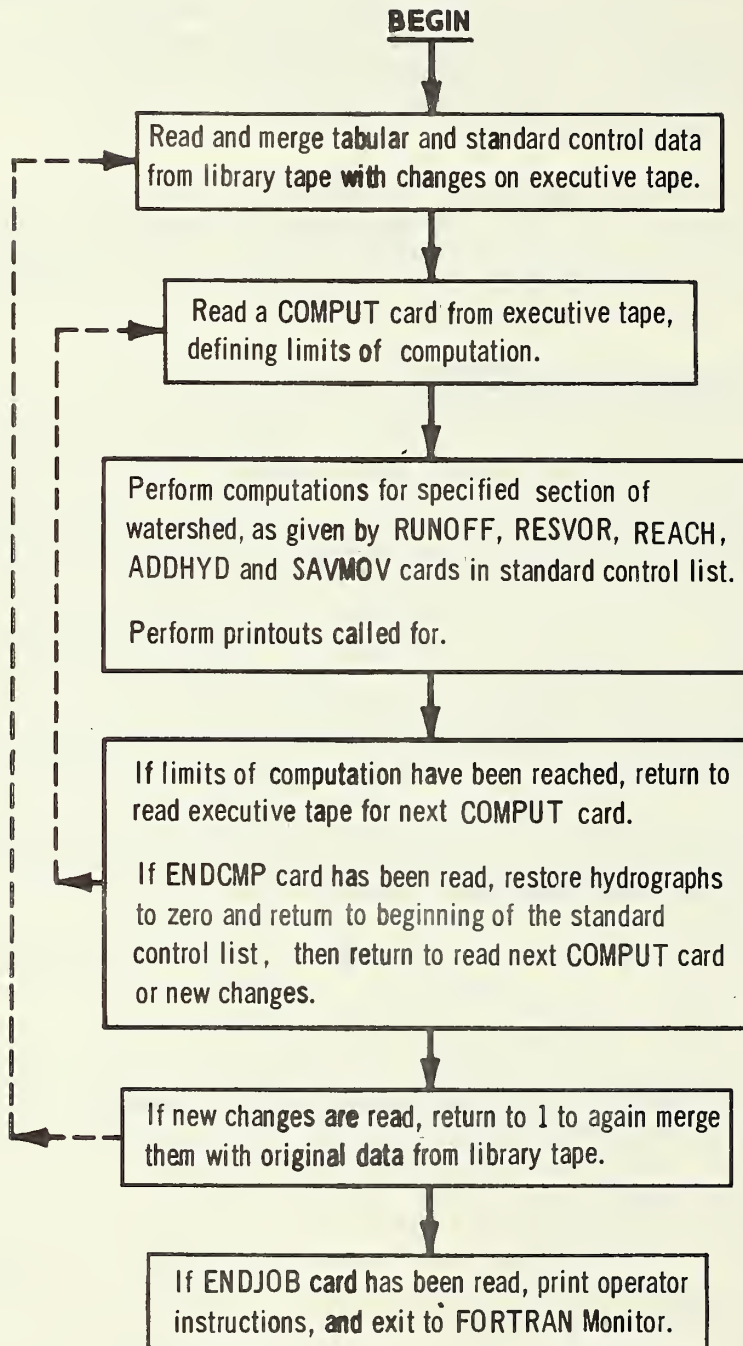 BEGIN
Read and merge tabular and standard control data
from library tape with changes on executive tape.
Read a COMPUT card from executive tape,
defining limits of computation.
Perform computations for specified section of
watershed, as given by RUNOFF, RESVOR, REACH,
ADDHYD and SAVMOV cards in standard control list.
Perform printouts called for.
If limits of computation have been reached, return to
read executive tape for next COMPUT card.
If ENDCMP card has been read, restore hydrographs
to zero and return to beginning of the standard
control list, then return to read next COMPUT card
or new changes.
If new changes are read, return to 1 to again merge
them with original data from library tape.
If ENDJOB card has been read, print operator
instructions, and exit to FORTRAN Monitor.